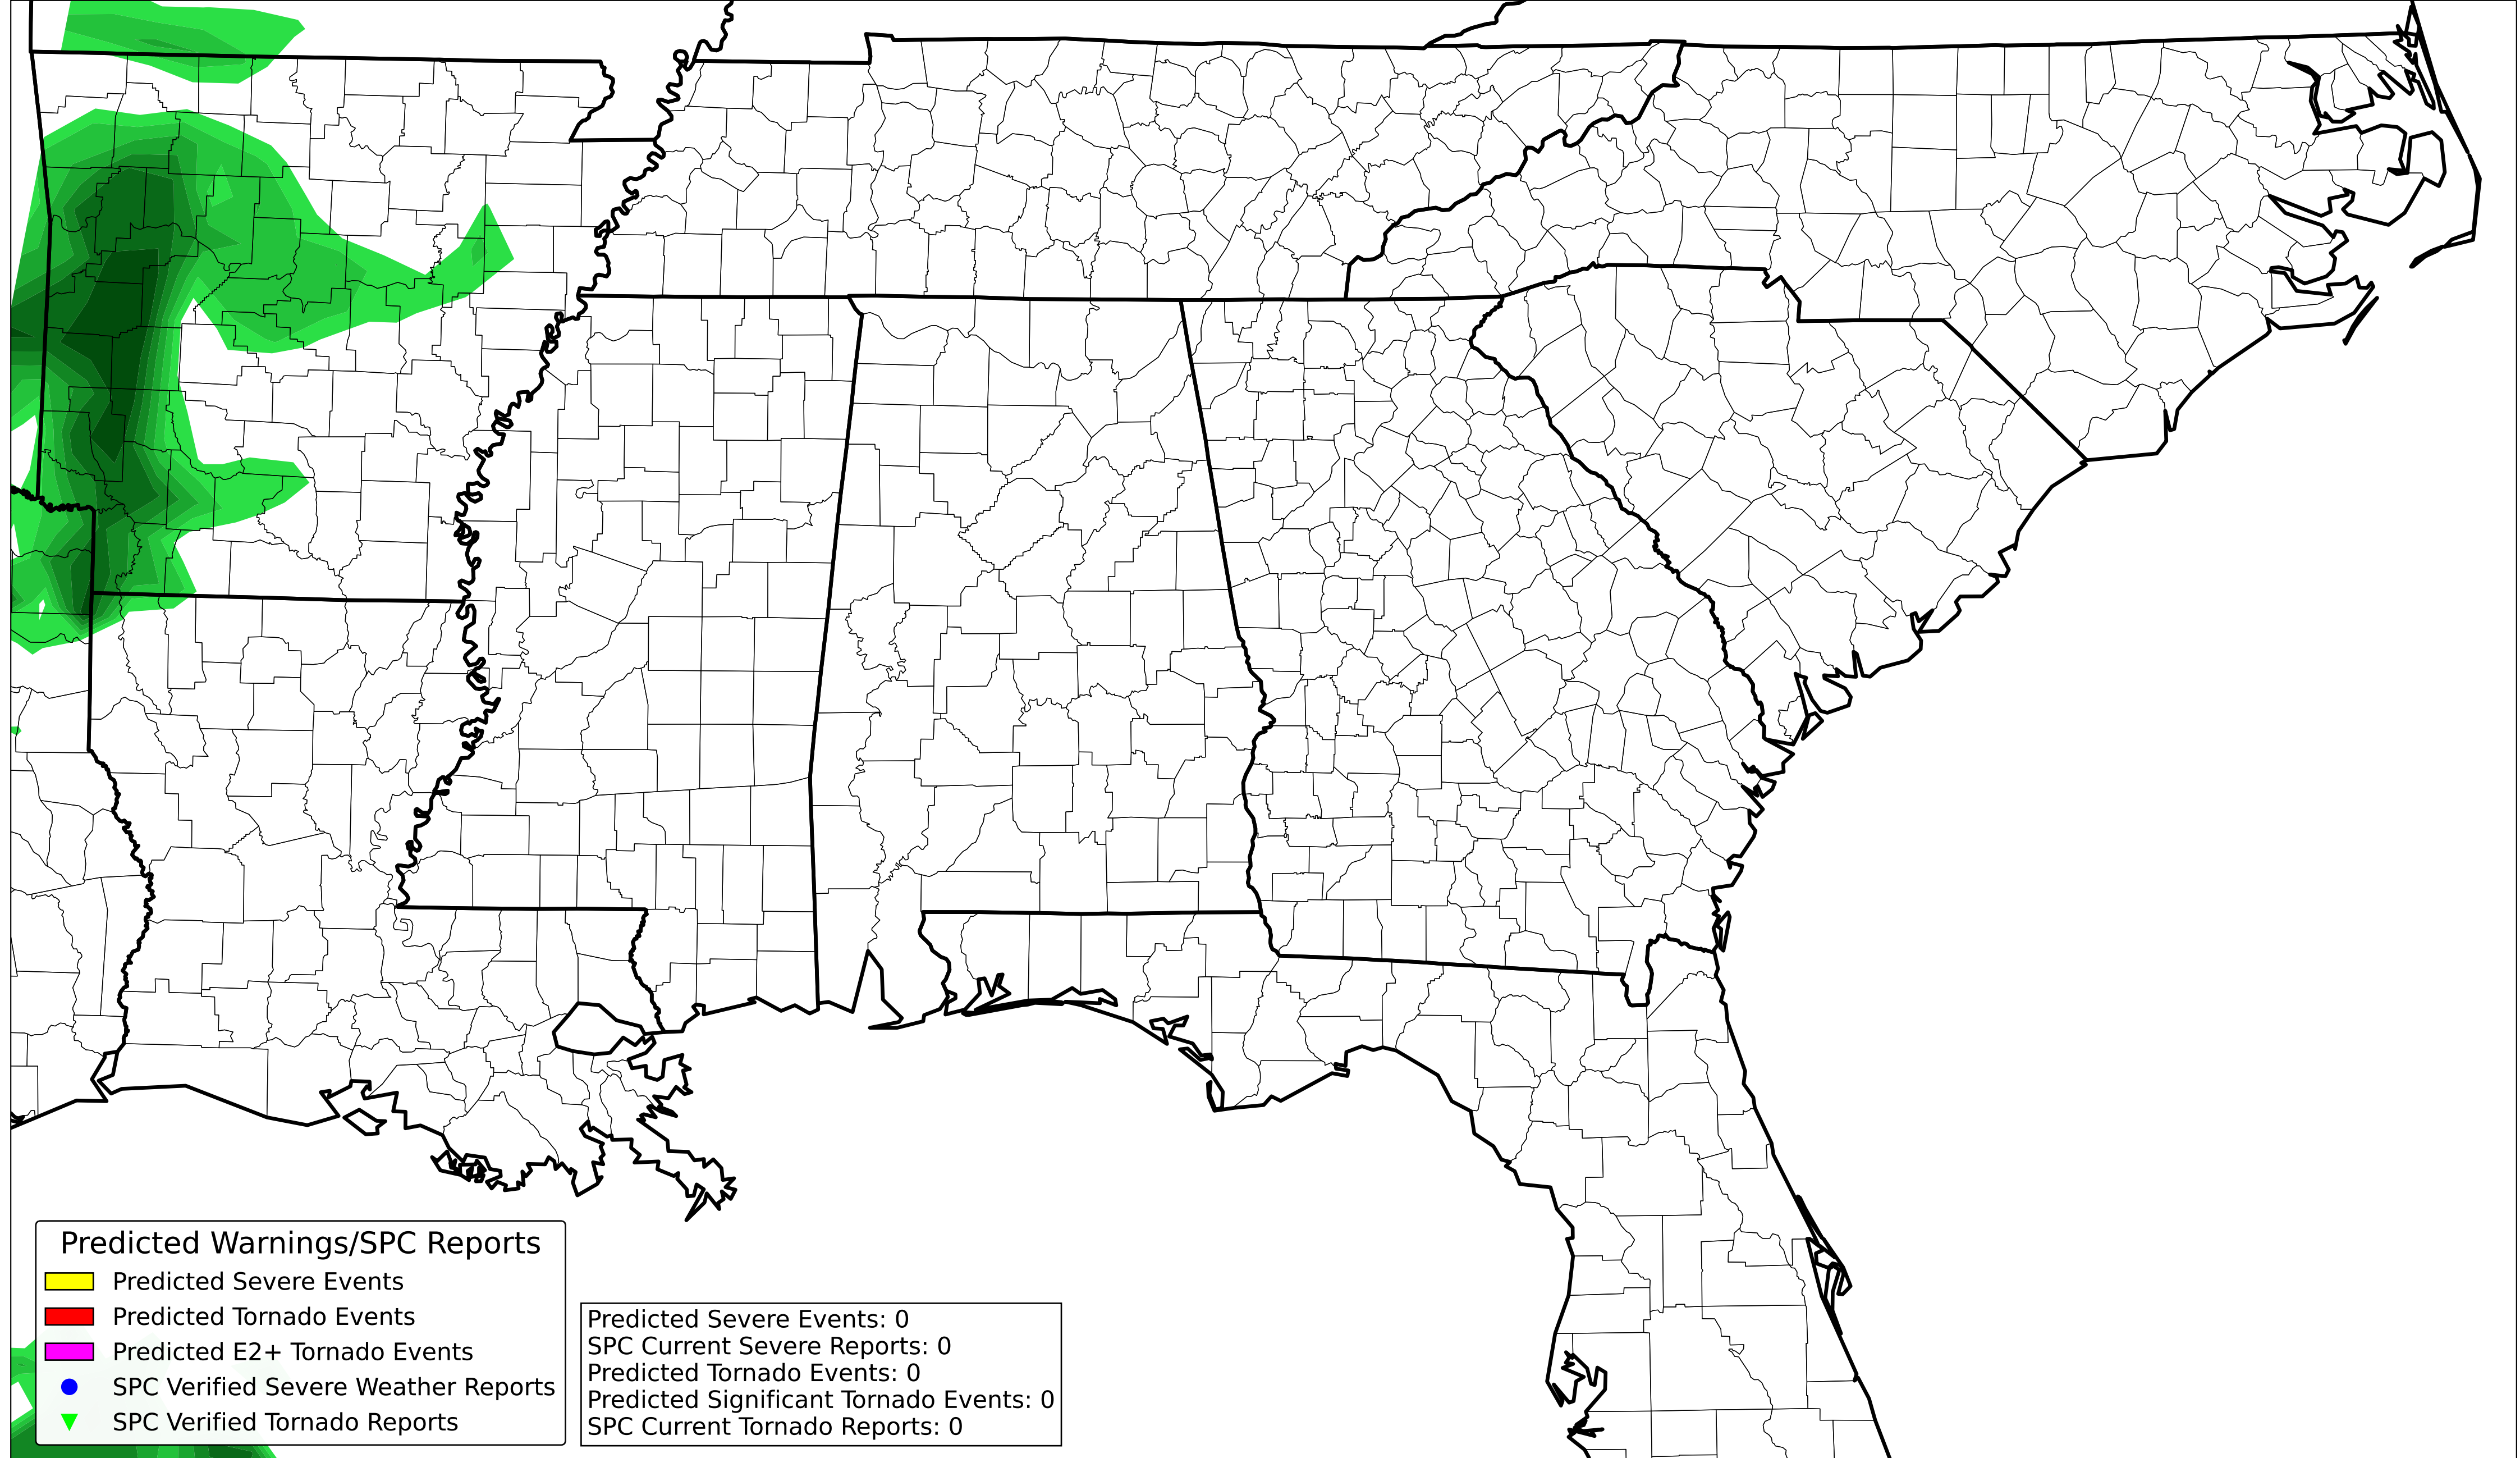 Predicted Warnings/SPC Reports
Predicted Severe Events
Predicted Tornado Events
Predicted E2+ Tornado Events
SPC Verified Severe Weather Reports
SPC Verified Tornado Reports
Predicted Severe Events: 0
SPC Current Severe Reports: 0
Predicted Tornado Events: 0
Predicted Significant Tornado Events: 0
SPC Current Tornado Reports: 0